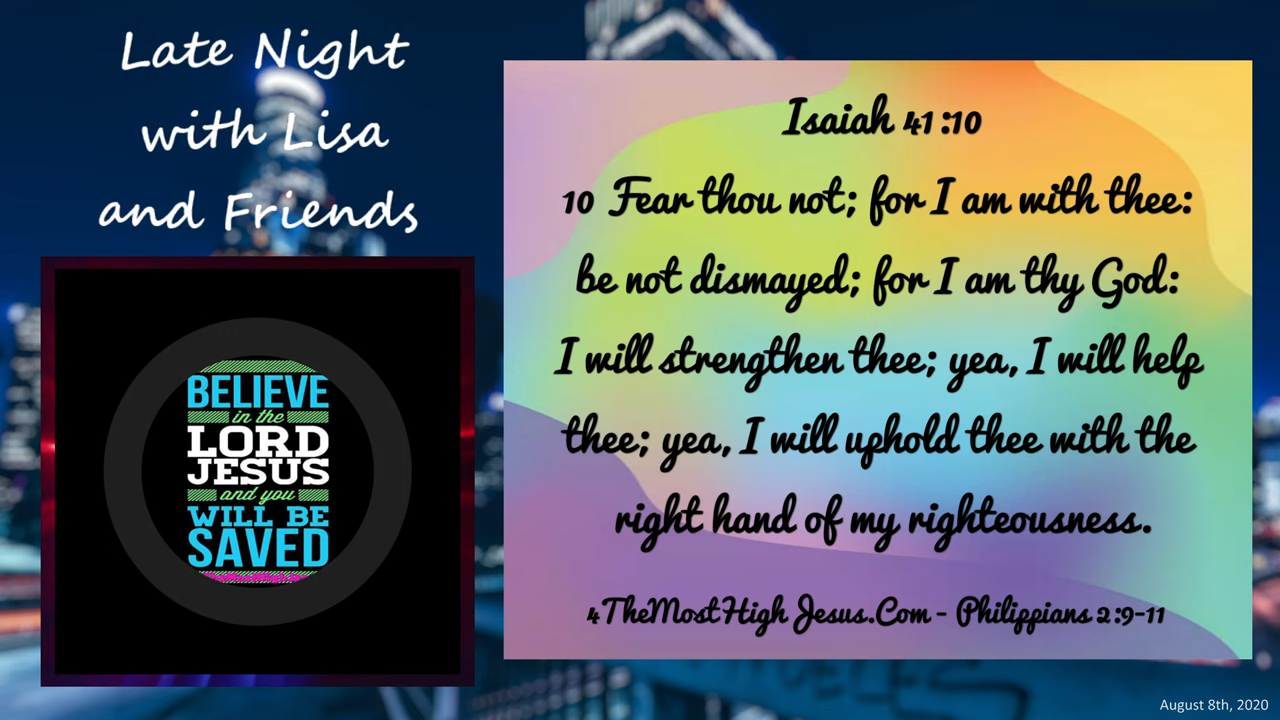 Late Night
with Lisa
and Friends
BELIEVE
in the
LORD
JESUS
and you
WILL BE
SAVED
Isaiah 41:10
10 Fear thou not; for I am with thee:
be not dismayed; for I am thy God:
I will strengthen thee; yea, I will help
thee; yea, I will uphold thee with the
right hand of my righteousness.
4TheMostHigh Jesus.Com - Philippians 2:9-11
August 8th, 2020